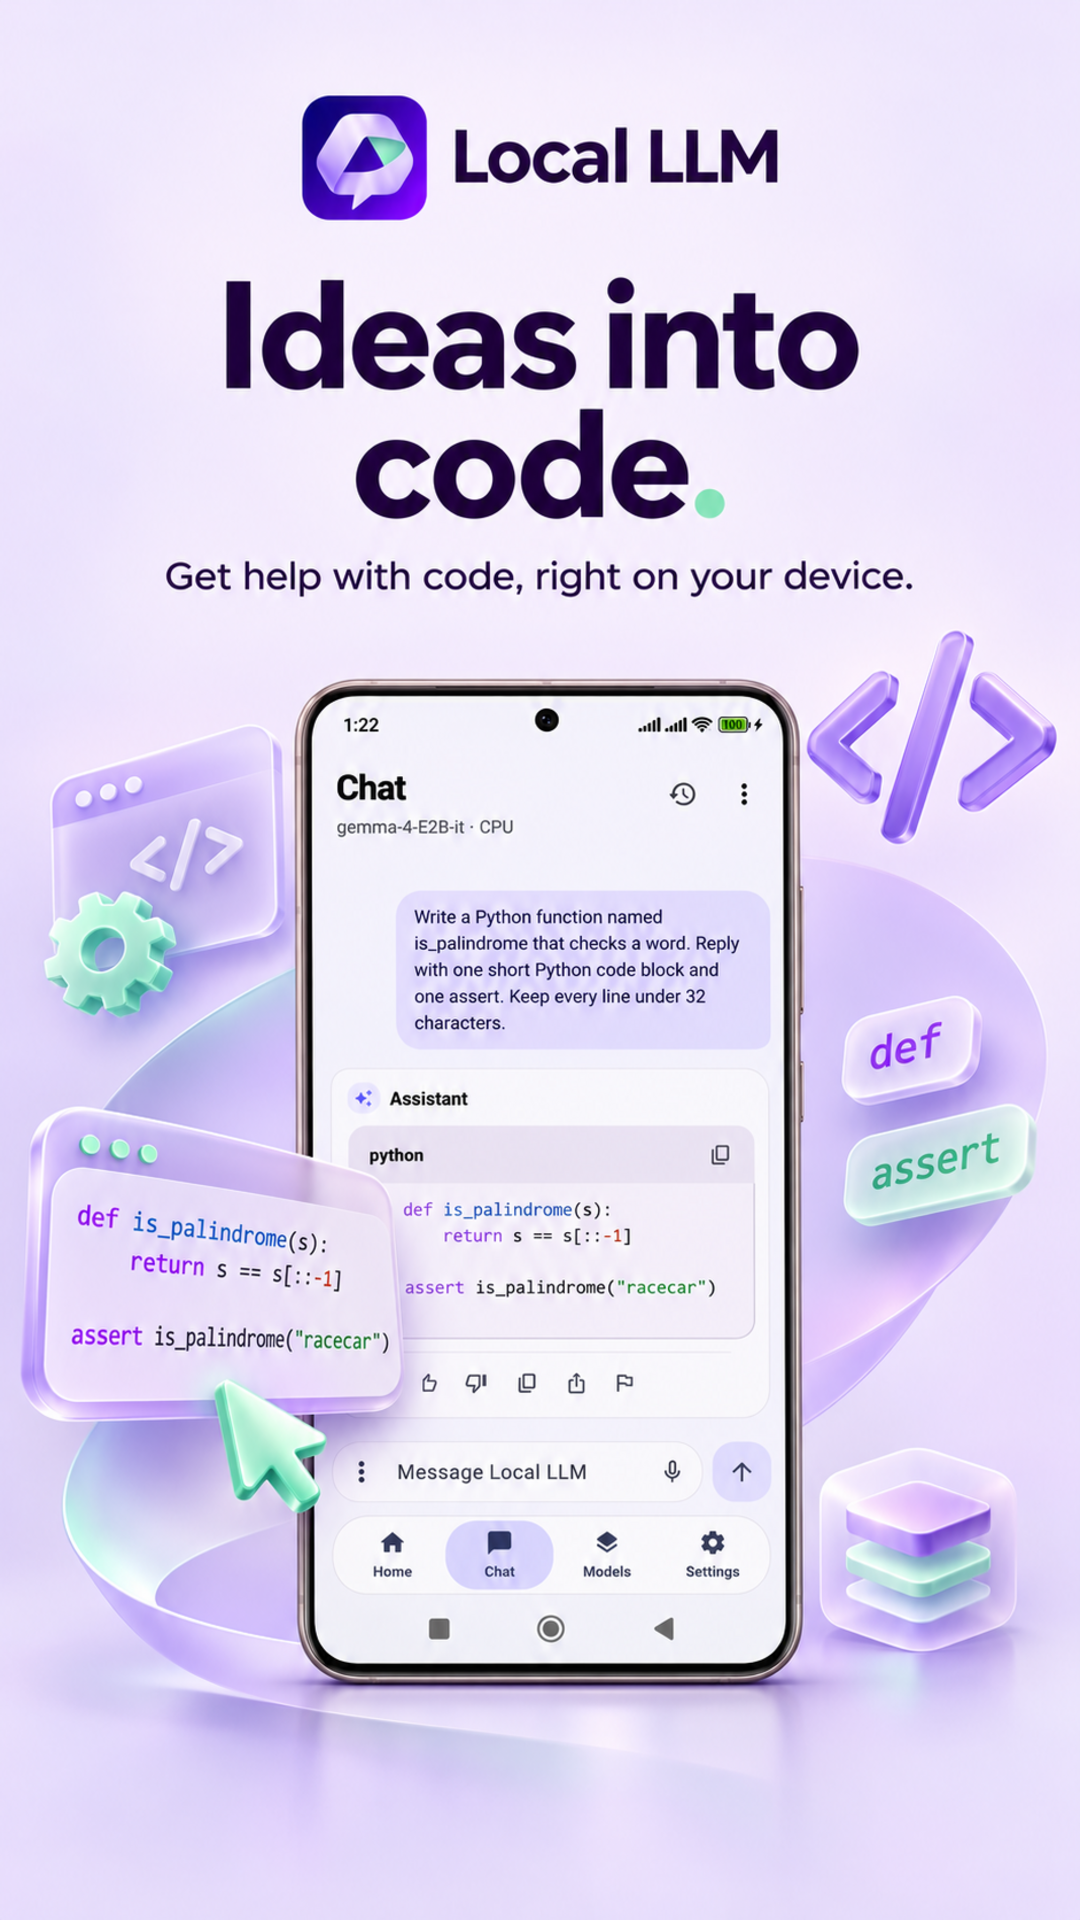 Local LLM
Ideas into
code.
Get help with code, right on your device.
1:22
100
Chat
gemma-4-E2B-it · CPU
</>
</>
Write a Python function named
is_palindrome that checks a word. Reply
with one short Python code block and
one assert. Keep every line under 32
characters.
def
assert
Assistant
python
def is_palindrome(s):
    return s == s[::-1]
assert is_palindrome("racecar")
def is_palindrome(s):
    return s == s[::-1]
assert is_palindrome("racecar")
Message Local LLM
Home
Chat
Models
Settings